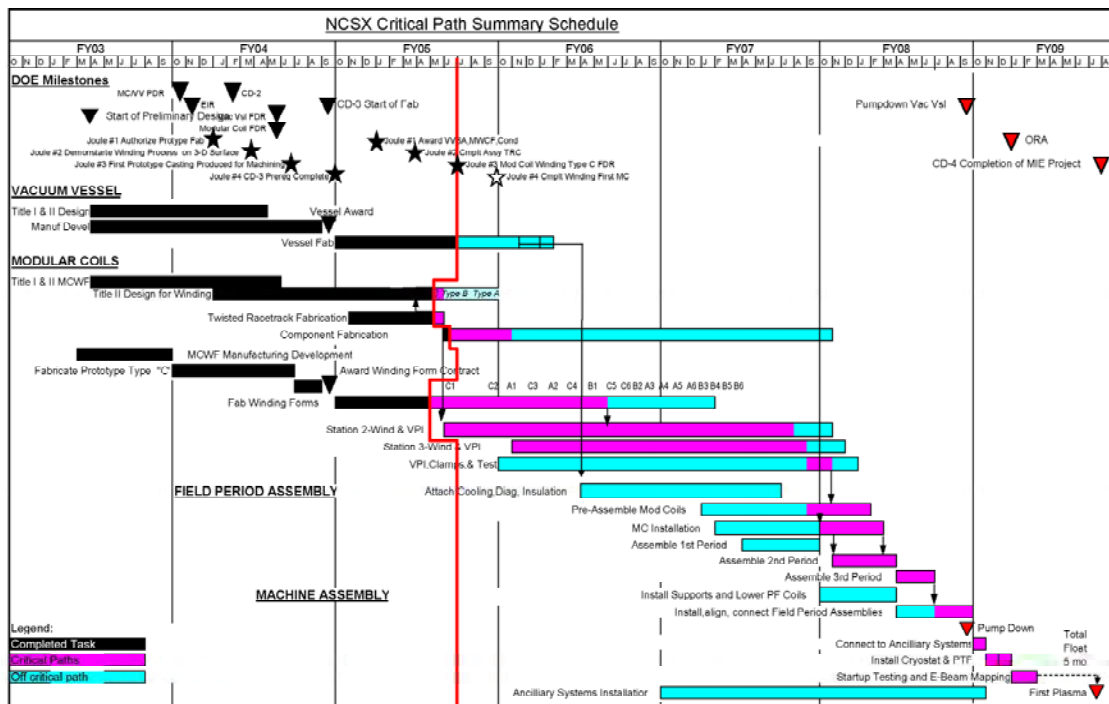 NCSX Critical Path Summary Schedule
FY03 FY04 FY05 FY06 FY07 FY08 FY09
O N D J F M A M J J A S O N D J F M A M J J A S O N D J F M A M J J A S O N D J F M A M J J A S O N D J F M A M J J A S O N D J F M A M J J A S O N D J F M A M J J A
DOE Milestones
MC/VV PDR
CD-2
EIR
CD-3 Start of Fab
Pumpdown Vac Vsl
Start of Preliminary Design
Vsl FDR
Modular Coil FDR
Joule #1 Authorize Protype Fab
Joule #1 Award VVSA,MWCF,Cond
ORA
Joule #2 Demonstarte Winding Process on 3-D Surface
Joule #2 Cmplt Assy TRC
Joule #3 First Prototype Casting Produced for Machining
Joule #3 Mod Coil Winding Type C FDR
CD-4 Completion of MIE Project
Joule #4 CD-3 Prereq Complete
Joule #4 Cmplt Winding First MC
VACUUM VESSEL
Title I & II Design
Vessel Award
Manuf Devel
Vessel Fab
MODULAR COILS
Title I & II MCWF
Title II Design for Winding
Type B Type A
Twisted Racetrack Fabrication
Component Fabrication
MCWF Manufacturing Development
Fabricate Prototype Type "C"
Award Winding Form Contract
C1 C2 A1 C3 A2 C4 B1 C5 C6 B2 A3 A4 A5 A6 B3 B4 B5 B6
Fab Winding Forms
Station 2-Wind & VPI
Station 3-Wind & VPI
VPI,Clamps,& Test
FIELD PERIOD ASSEMBLY
Attach Cooling,Diag, Insulation
Pre-Assemble Mod Coils
MC Installation
Assemble 1st Period
Assemble 2nd Period
Assemble 3rd Period
MACHINE ASSEMBLY
Install Supports and Lower PF Coils
Install,align, connect Field Period Assemblies
Legend:
Pump Down
Completed Task
Connect to Ancilliary Systems
Total
Float
5 mo
Critical Paths
Install Cryostat & PTF
Off critical path
Startup Testing and E-Beam Mapping
Ancilliary Systems Installation
First Plasma